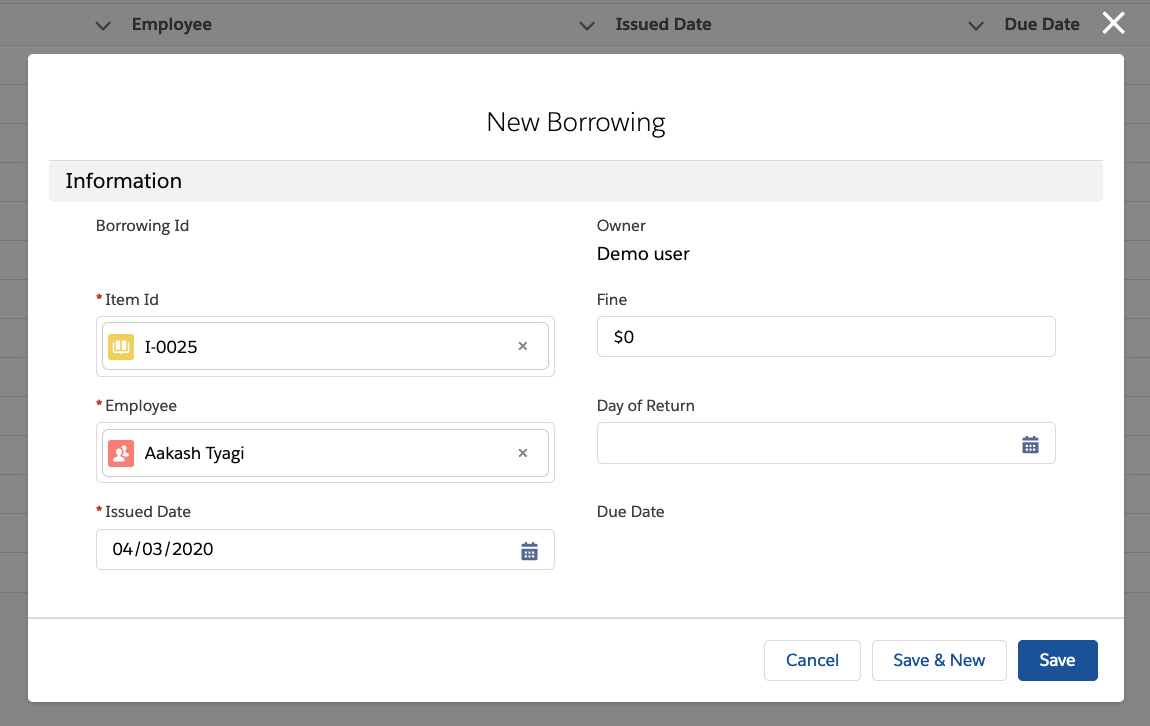 Employee Issued Date Due Date
New Borrowing
Information
Borrowing Id
Owner
Demo user
*Item Id
I-0025
Fine
$0
*Employee
Aakash Tyagi
Day of Return
*Issued Date
04/03/2020
Due Date
Cancel Save & New Save